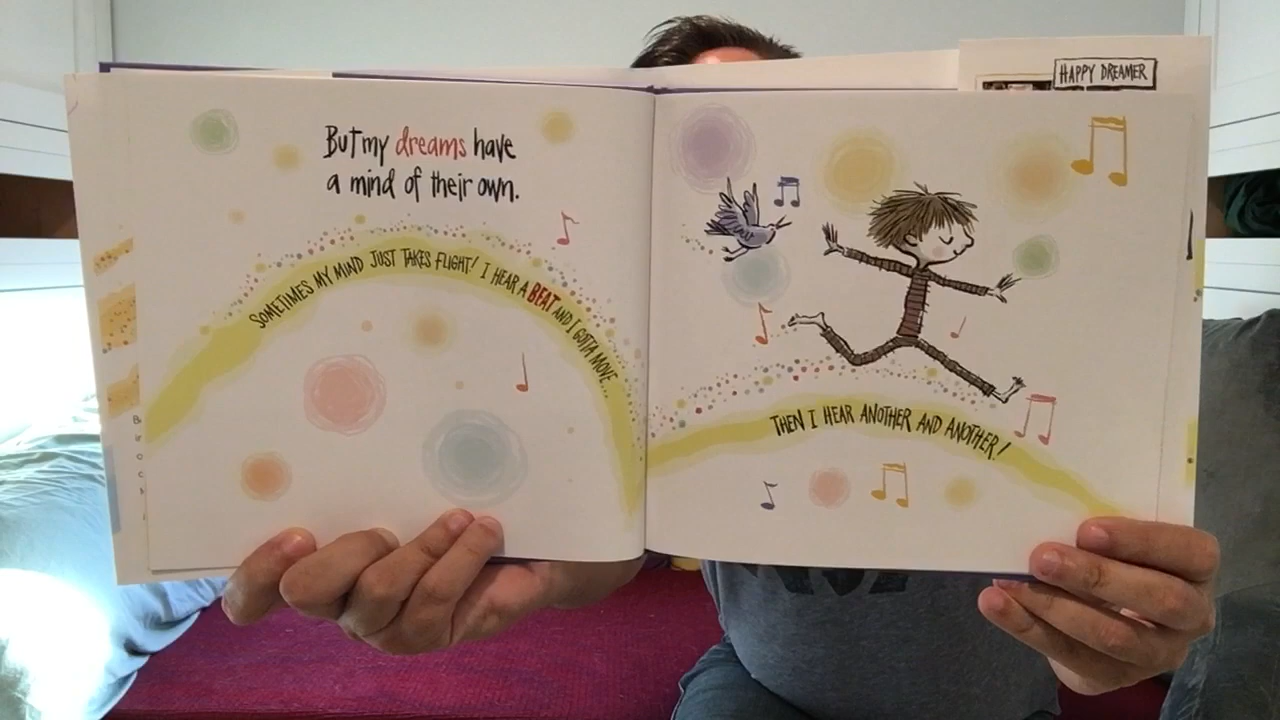 HAPPY DREAMER
But my dreams have
a mind of their own.
SOMETIMES MY MIND JUST TAKES FLIGHT! I HEAR A BEAT AND I GOTTA MOVE...
THEN I HEAR ANOTHER AND ANOTHER!